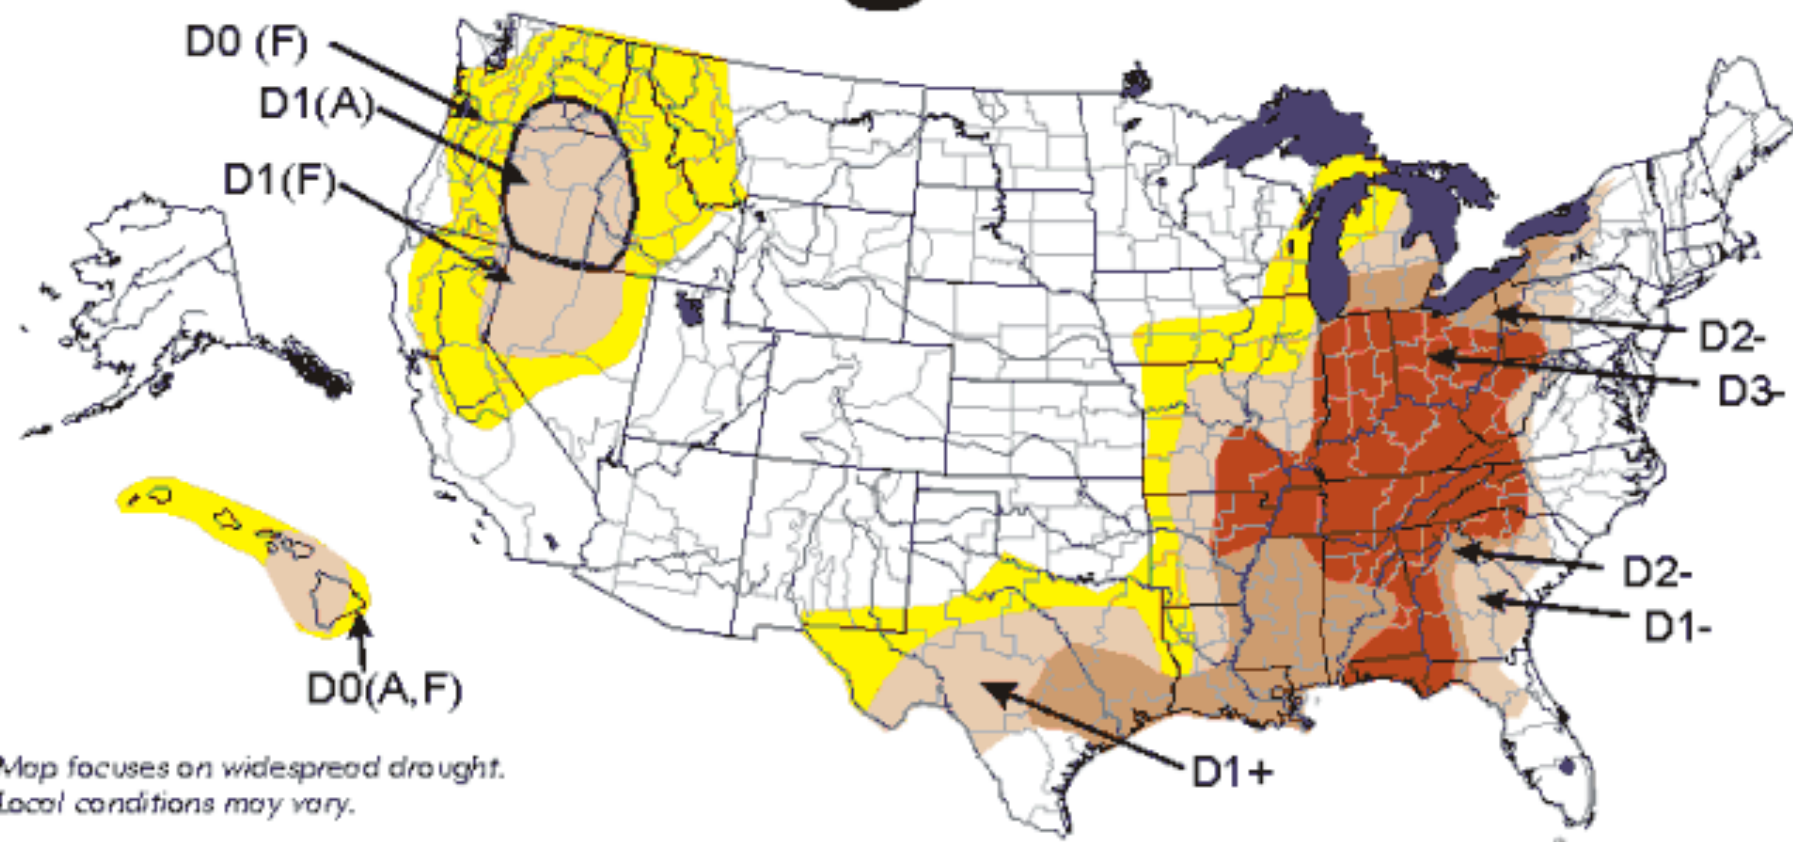 D0 (F)
D1(A)
D1(F)
D2-
D3-
D2-
D1-
D0(A,F)
D1+
Map focuses on widespread drought.
Local conditions may vary.